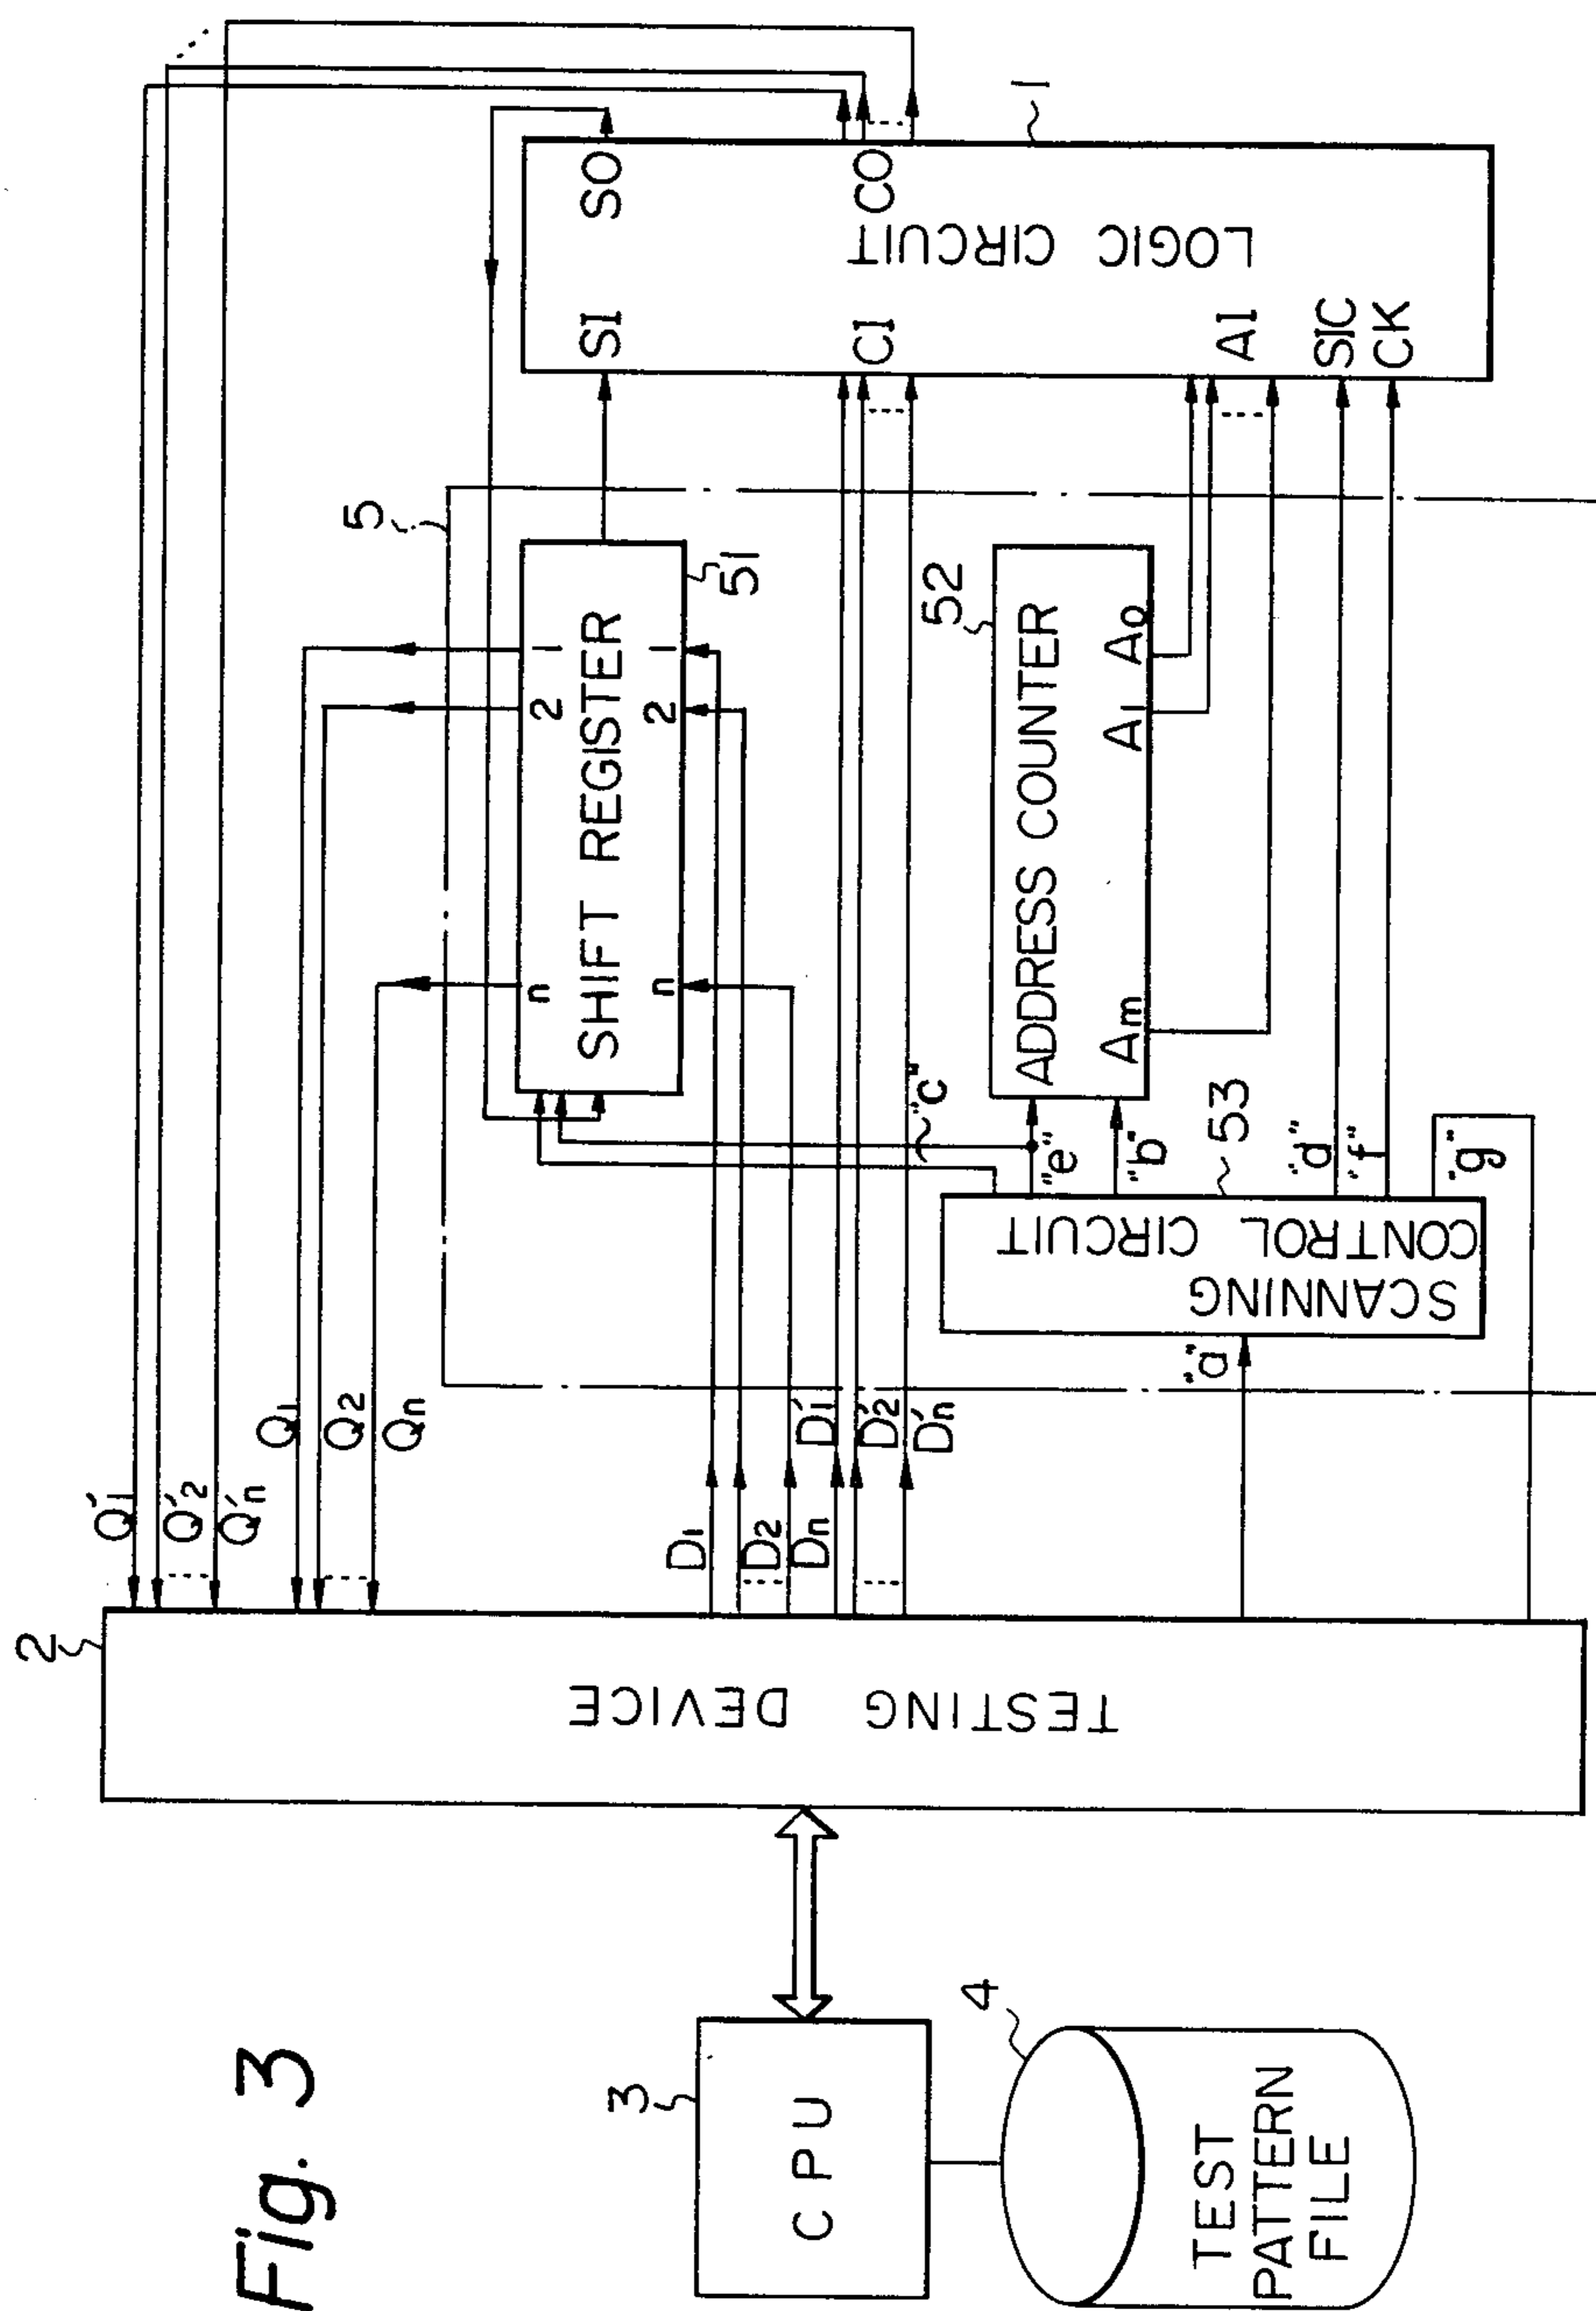 Fig. 3
2
TESTING
DEVICE
3
CPU
4
TEST
PATTERN
FILE
Q'1
Q'2
Q'n
Q1
Q2
Qn
D1
D2
Dn
D'1
D'2
D'n
5
n
2
1
SHIFT REGISTER
n
2
1
51
52
ADDRESS COUNTER
Am
A1
A0
"c"
"e"
"b"
53
"a"
SCANNING
CONTROL CIRCUIT
"d"
"f"
"g"
SI
SO
CI
CO
LOGIC CIRCUIT
AI
SIC
CK
1